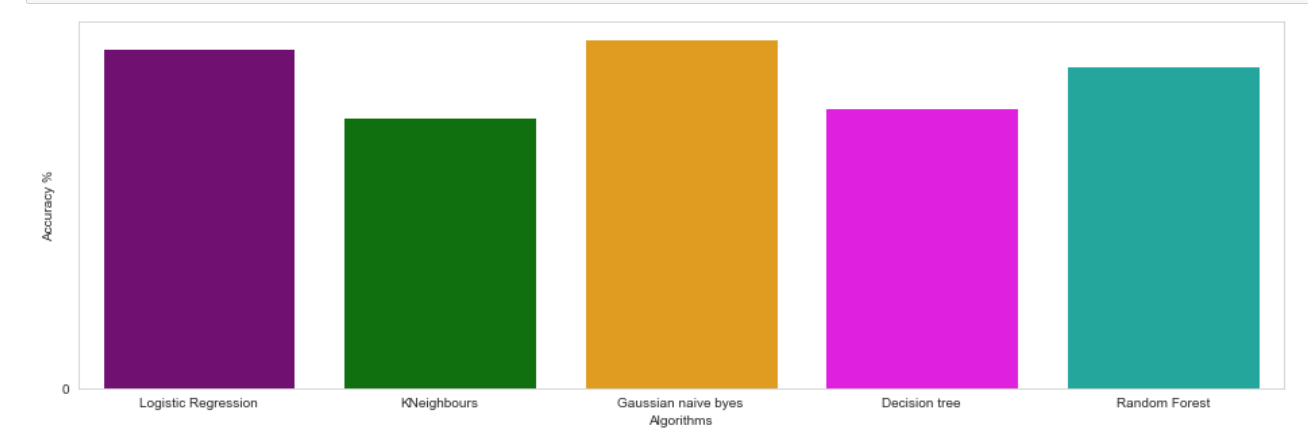 Accuracy %
0
Logistic Regression
KNeighbours
Gaussian naive byes
Decision tree
Random Forest
Algorithms